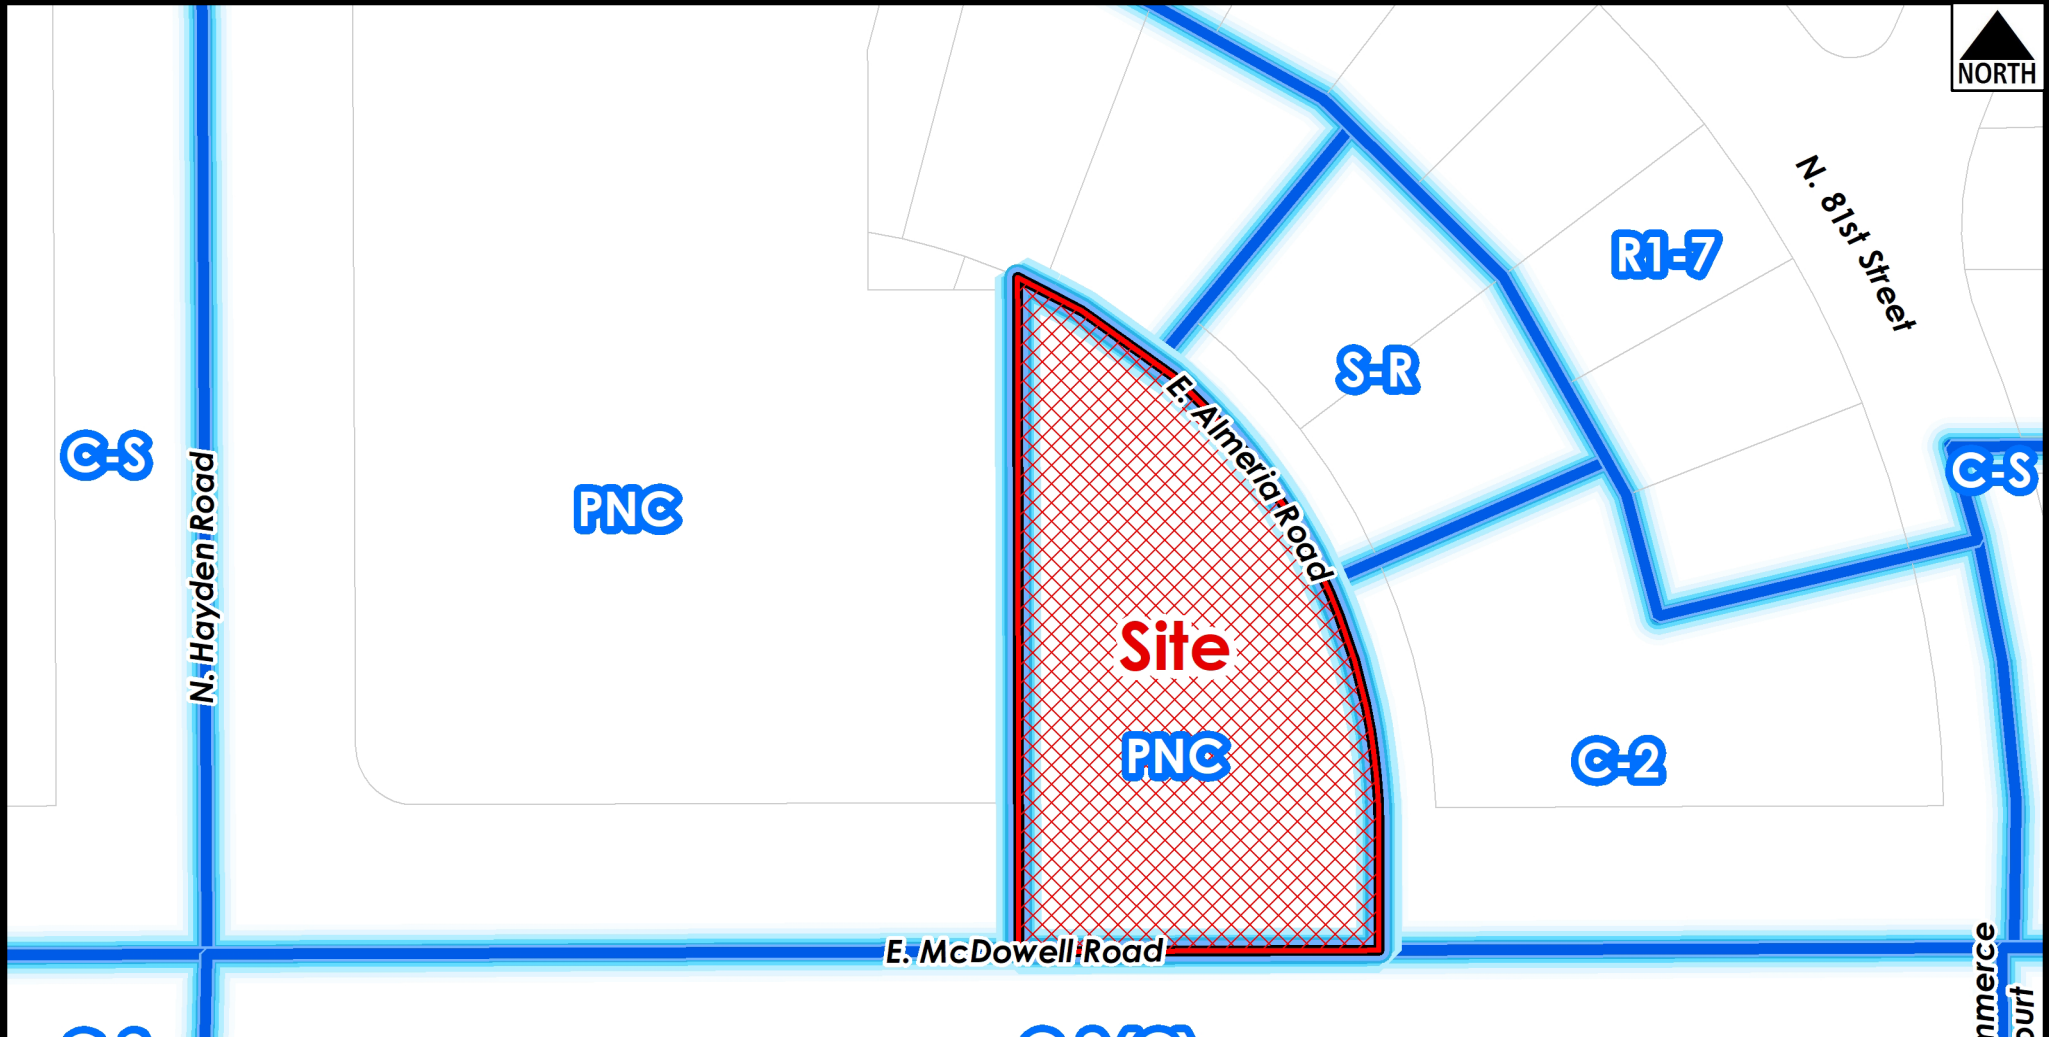 NORTH
N. 81st Street
R1-7
S-R
C-S
C-S
N. Hayden Road
PNC
E. Almeria Road
Site
PNC
C-2
E. McDowell Road